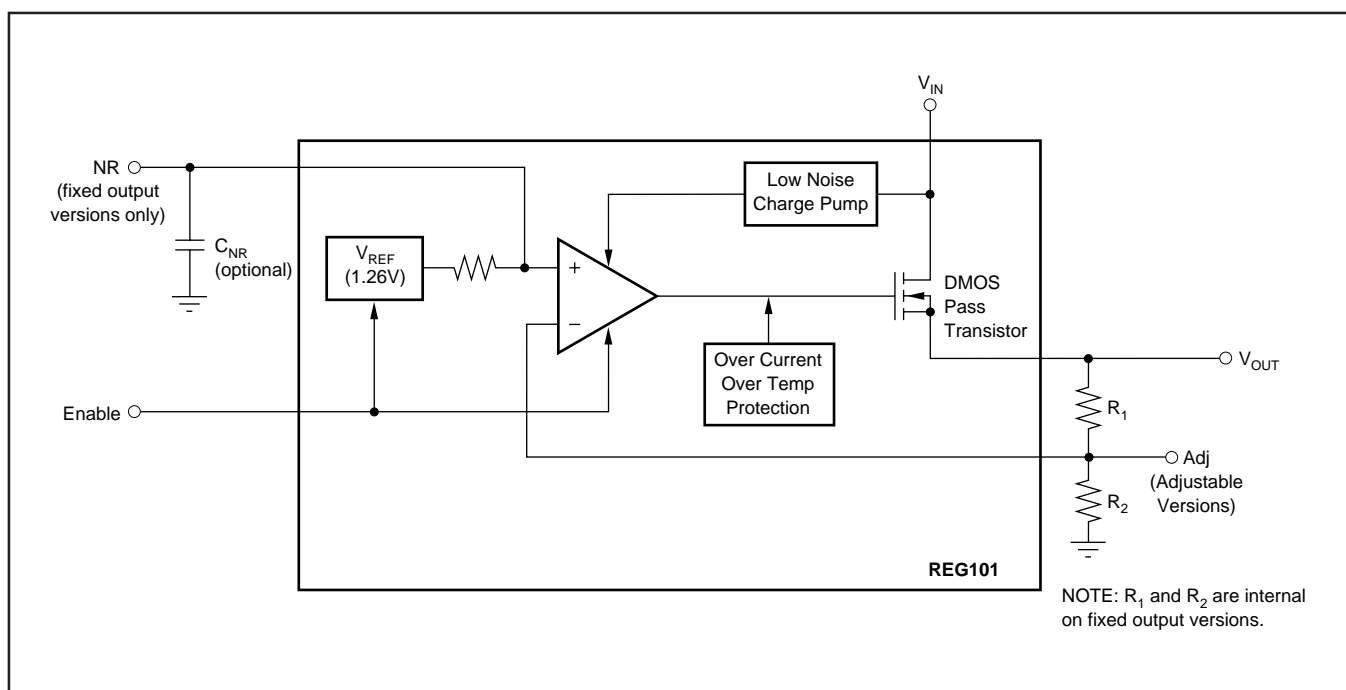 V_IN
NR
(fixed output
versions only)
C_NR
(optional)
V_REF
(1.26V)
+
−
Low Noise
Charge Pump
DMOS
Pass
Transistor
Over Current
Over Temp
Protection
V_OUT
Enable
R_1
Adj
(Adjustable
Versions)
R_2
REG101
NOTE: R_1 and R_2 are internal
on fixed output versions.